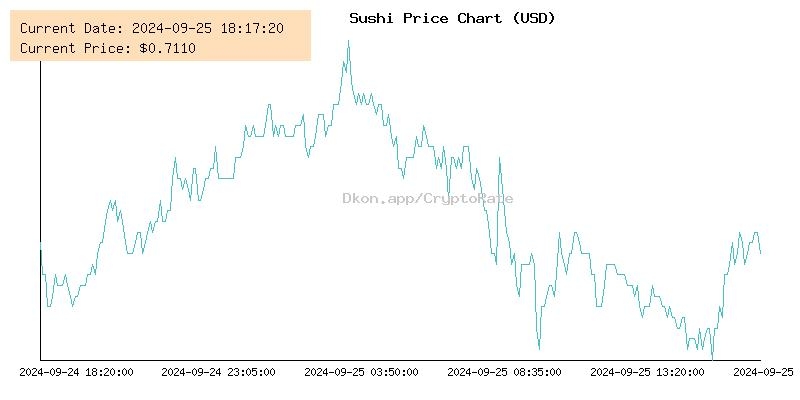 Sushi Price Chart (USD)
Current Date: 2024-09-25 18:17:20
Current Price: $0.7110
Dkon.app/CryptoRate
2024-09-24 18:20:00 2024-09-24 23:05:00 2024-09-25 03:50:00 2024-09-25 08:35:00 2024-09-25 13:20:00 2024-09-25